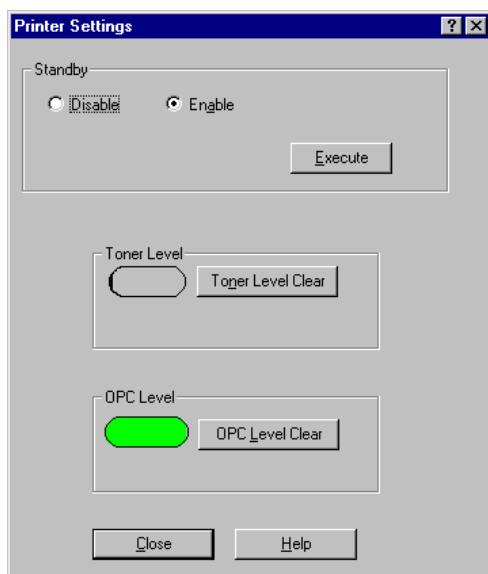 Printer Settings
Standby
Disable
Enable
Execute
Toner Level
Toner Level Clear
OPC Level
OPC Level Clear
Close
Help